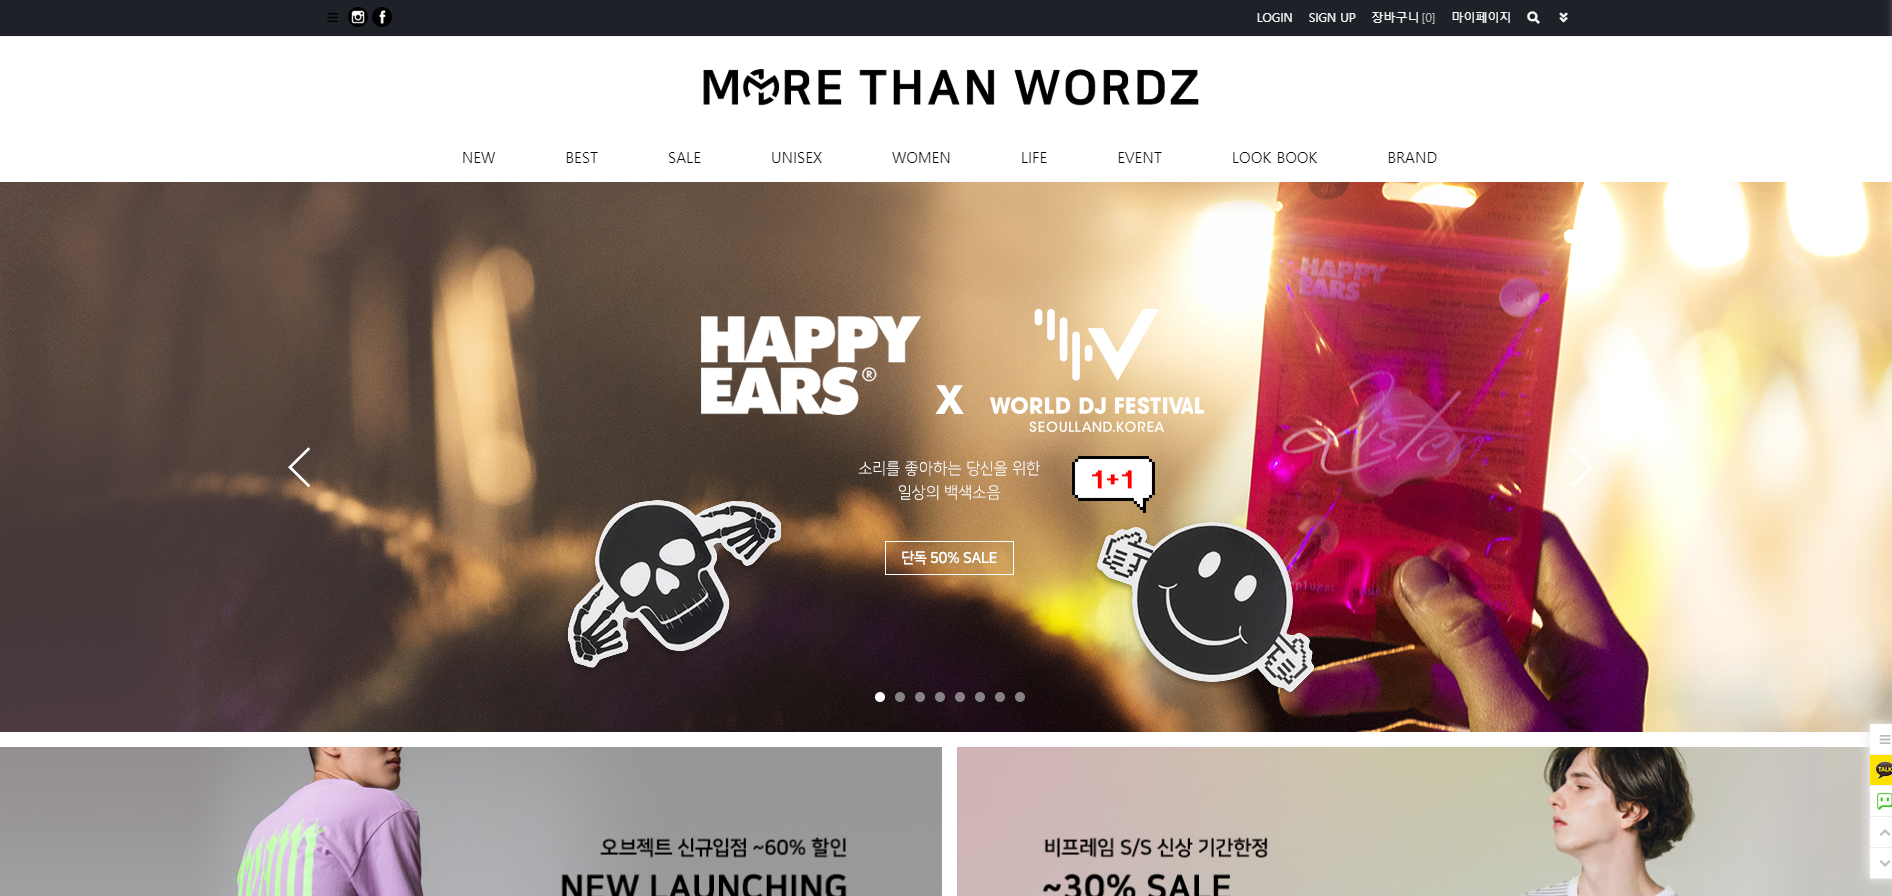 LOGIN SIGN UP 장바구니 [0] 마이페이지
MORE THAN WORDZ
NEW BEST SALE UNISEX WOMEN LIFE EVENT LOOK BOOK BRAND
HAPPY
EARS®
X
WORLD DJ FESTIVAL
SEOULLAND.KOREA
HAPPY
EARS
소리를 좋아하는 당신을 위한
일상의 백색소음
1+1
단독 50% SALE
TALK
오브젝트 신규입점 ~60% 할인
NEW LAUNCHING
비프레임 S/S 신상 기간한정
~30% SALE